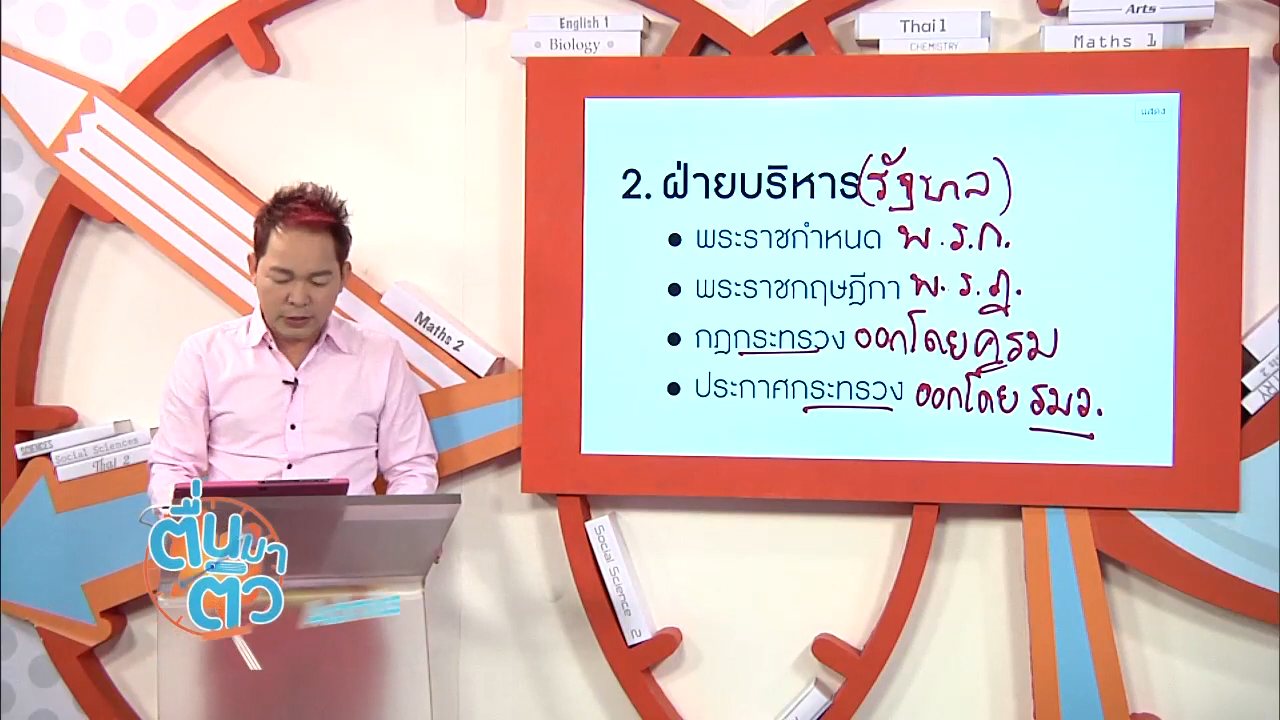 English 1
Biology
Thai 1
CHEMISTRY
Arts
Maths 1
แสดง
2. ฝ่ายบริหาร (รัฐบาล)
• พระราชกำหนด พ.ร.ก.
• พระราชกฤษฎีกา พ.ร.ฎ.
• กฎกระทรวง ออกโดย ครม
• ประกาศกระทรวง ออกโดย รมว.
Maths 2
SCIENCES
Social Sciences
Thai 2
ตื่นมาติว
Social Science 2